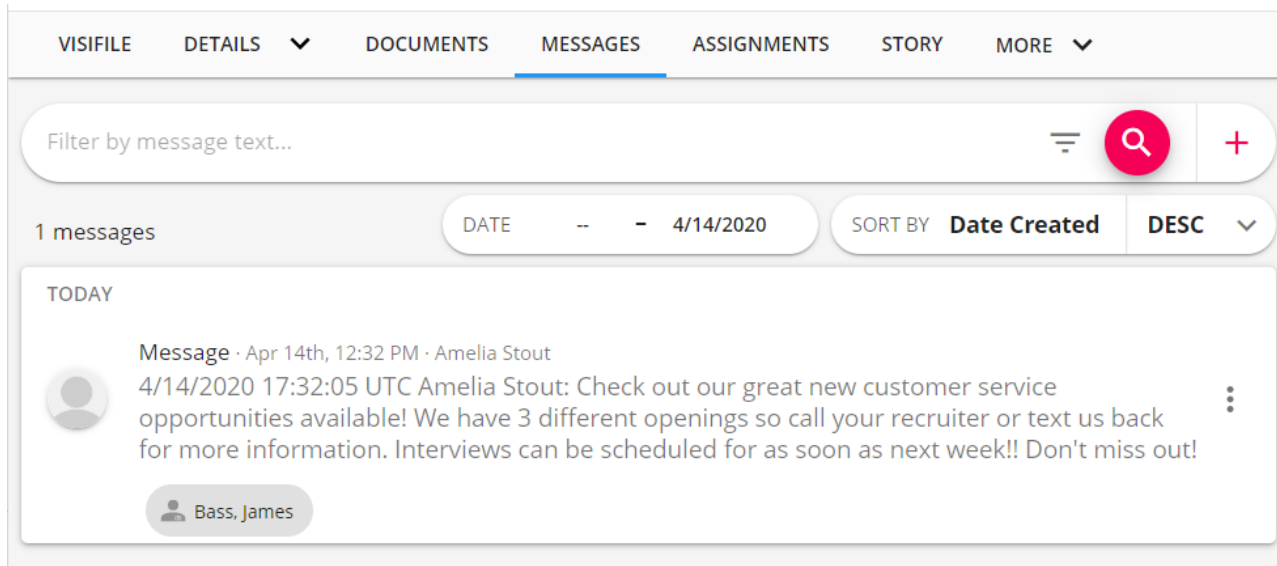 VISIFILE DETAILS DOCUMENTS MESSAGES ASSIGNMENTS STORY MORE
Filter by message text...
1 messages DATE -- – 4/14/2020 SORT BY Date Created DESC
TODAY
Message · Apr 14th, 12:32 PM · Amelia Stout
4/14/2020 17:32:05 UTC Amelia Stout: Check out our great new customer service
opportunities available! We have 3 different openings so call your recruiter or text us back
for more information. Interviews can be scheduled for as soon as next week!! Don't miss out!
Bass, James